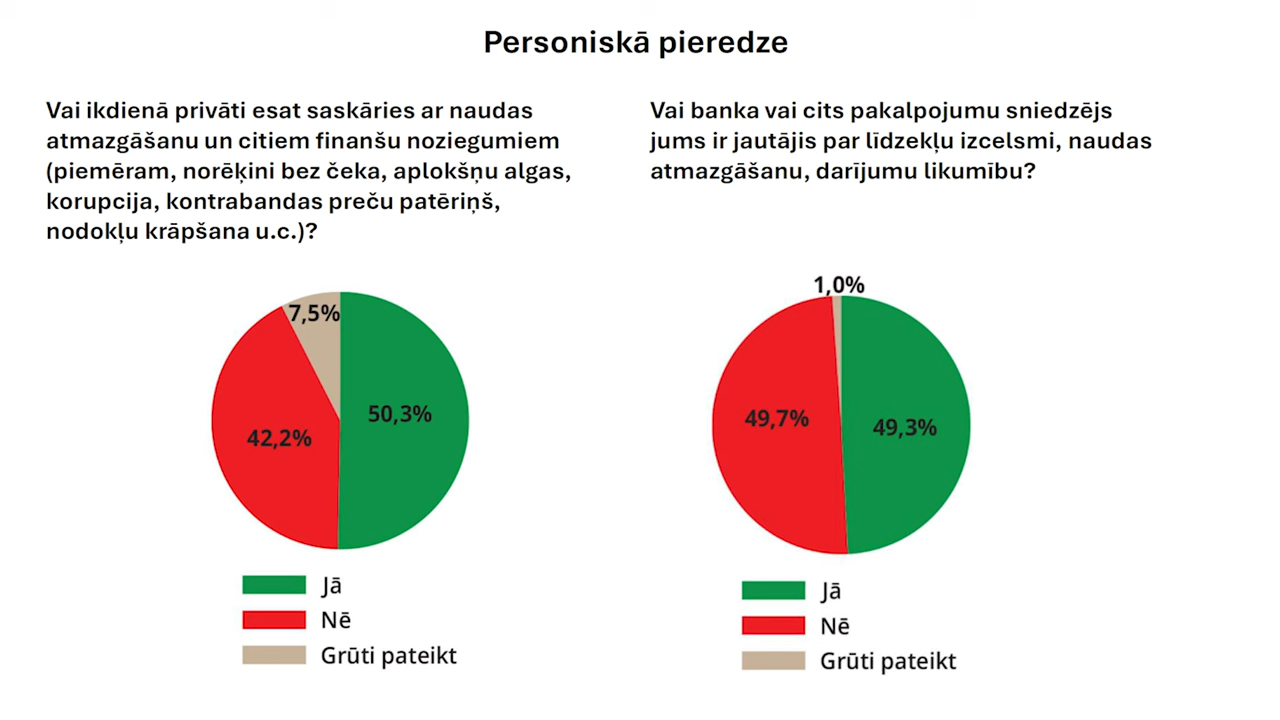 Personiskā pieredze
Vai ikdienā privāti esat saskāries ar naudas
atmazgāšanu un citiem finanšu noziegumiem
(piemēram, norēķini bez čeka, aplokšņu algas,
korupcija, kontrabandas preču patēriņš,
nodokļu krāpšana u.c.)?
7,5%
50,3%
42,2%
Jā
Nē
Grūti pateikt
Vai banka vai cits pakalpojumu sniedzējs
jums ir jautājis par līdzekļu izcelsmi, naudas
atmazgāšanu, darījumu likumību?
1,0%
49,7%
49,3%
Jā
Nē
Grūti pateikt